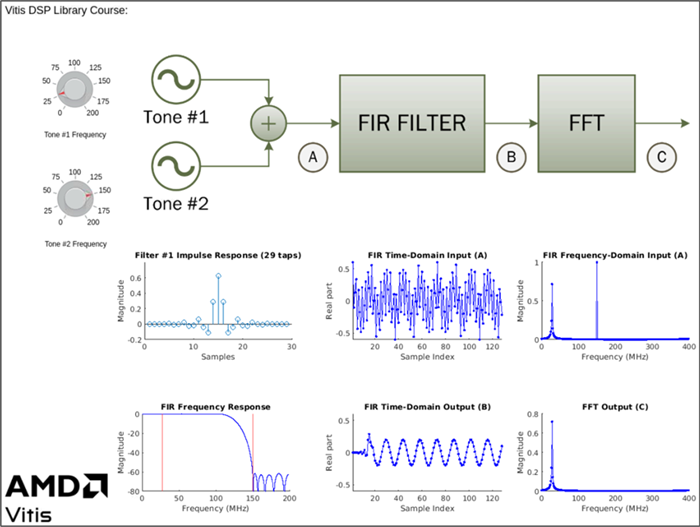 Vitis DSP Library Course:
75 100 125
50 150
25 175
0 200
Tone #1 Frequency
Tone #1
75 100 125
50 150
25 175
0 200
Tone #2 Frequency
Tone #2
+
A
FIR FILTER
B
FFT
C
Filter #1 Impulse Response (29 taps)
Magnitude
0.6
0.4
0.2
0
-0.2
0 10 20 30
Samples
FIR Time-Domain Input (A)
Real part
0.5
0
-0.5
20 40 60 80 100 120
Sample Index
FIR Frequency-Domain Input (A)
Magnitude
1
0.5
0
0 100 200 300 400
Frequency (MHz)
FIR Frequency Response
Magnitude
0
-20
-40
-60
-80
0 50 100 150 200
Frequency (MHz)
FIR Time-Domain Output (B)
Real part
0.5
0
-0.5
20 40 60 80 100 120
Sample Index
FFT Output (C)
Magnitude
0.8
0.6
0.4
0.2
0
0 100 200 300 400
Frequency (MHz)
AMD
Vitis